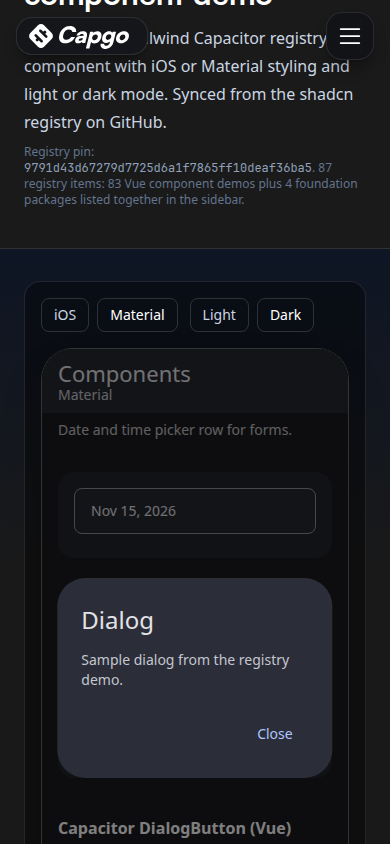 component demo
Capgo
lwind Capacitor registry
component with iOS or Material styling and
light or dark mode. Synced from the shadcn
registry on GitHub.
Registry pin:
9791d43d67279d7725d6a1f7865ff10deaf36ba5. 87
registry items: 83 Vue component demos plus 4 foundation
packages listed together in the sidebar.
iOS Material Light Dark
Components
Material
Date and time picker row for forms.
Nov 15, 2026
Dialog
Sample dialog from the registry
demo.
Close
Capacitor DialogButton (Vue)